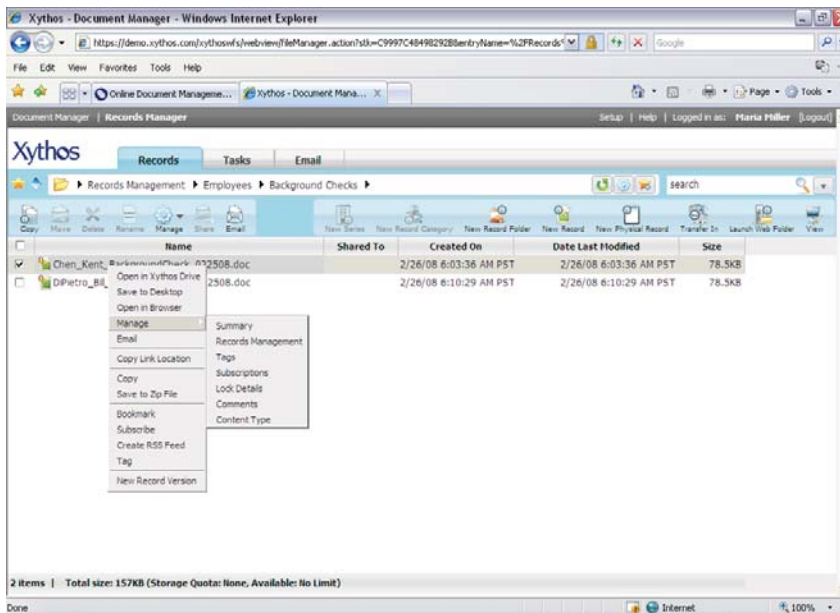 Xythos - Document Manager - Windows Internet Explorer
https://demo.xythos.com/xythoswfs/webview/fileManager.action?stk=C9997C48498292B&entryName=%2FRecords
Google
File Edit View Favorites Tools Help
Online Document Manageme... Xythos - Document Mana... X Page Tools
Document Manager | Records Manager Setup | Help | Logged in as: Maria Miller [Logout]
Xythos Records Tasks Email
Records Management Employees Background Checks search
Copy Move Delete Rename Manage Share Email New Series New Record Category New Record Folder New Record New Physical Record Transfer In Launch Web Folder View
Name Shared To Created On Date Last Modified Size
Chen_Kent_BackgroundCheck_032508.doc 2/26/08 6:03:36 AM PST 2/26/08 6:03:36 AM PST 78.5KB
DiPietro_Bill_ 2508.doc 2/26/08 6:10:29 AM PST 2/26/08 6:10:29 AM PST 78.5KB
Open in Xythos Drive
Save to Desktop
Open in Browser
Manage
Email
Copy Link Location
Copy
Save to Zip File
Bookmark
Subscribe
Create RSS Feed
Tag
New Record Version
Summary
Records Management
Tags
Subscriptions
Lock Details
Comments
Content Type
2 items | Total size: 157KB (Storage Quota: None, Available: No Limit)
Done Internet 100%